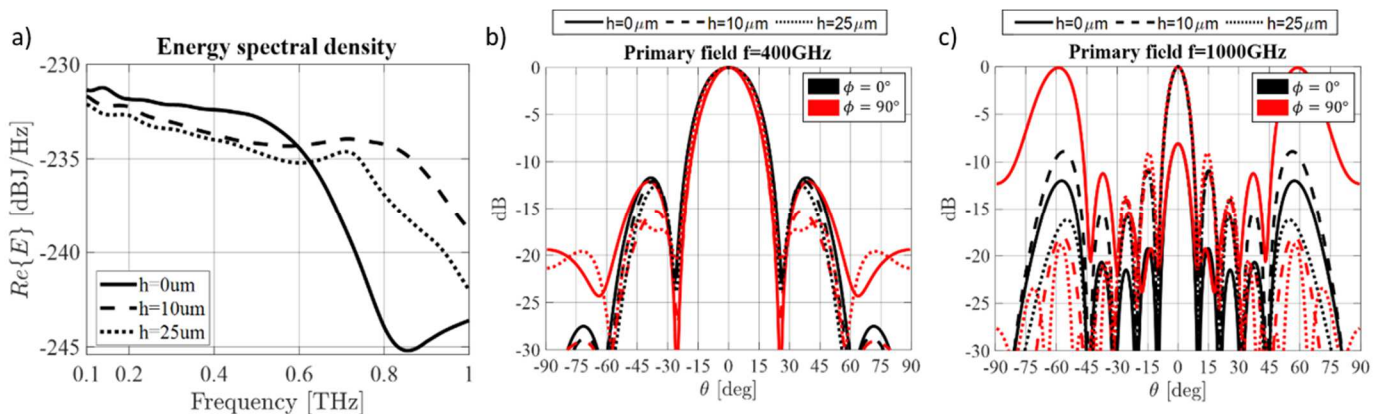 a)
Energy spectral density
Re{E} [dBJ/Hz]
-230
-235
-240
-245
h=0um
h=10um
h=25um
0.1 0.2 0.4 0.6 0.8 1
Frequency [THz]
b)
h=0μm h=10μm h=25μm
Primary field f=400GHz
ϕ = 0°
ϕ = 90°
dB
0
-5
-10
-15
-20
-25
-30
-90 -75 -60 -45 -30 -15 0 15 30 45 60 75 90
θ [deg]
c)
h=0μm h=10μm h=25μm
Primary field f=1000GHz
ϕ = 0°
ϕ = 90°
dB
0
-5
-10
-15
-20
-25
-30
-90 -75 -60 -45 -30 -15 0 15 30 45 60 75 90
θ [deg]